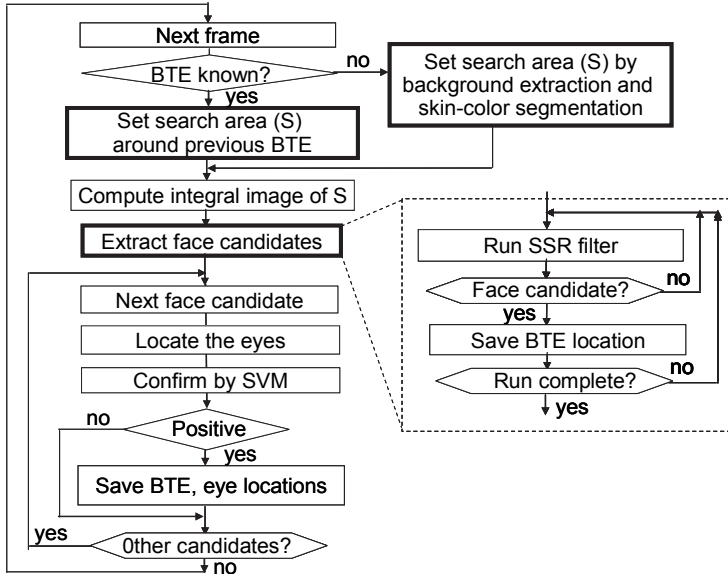 Next frame
BTE known?
no
yes
Set search area (S) by
background extraction and
skin-color segmentation
Set search area (S)
around previous BTE
Compute integral image of S
Extract face candidates
Next face candidate
Locate the eyes
Confirm by SVM
Positive
no
yes
Save BTE, eye locations
0ther candidates?
yes
no
Run SSR filter
Face candidate?
no
yes
Save BTE location
Run complete?
no
yes